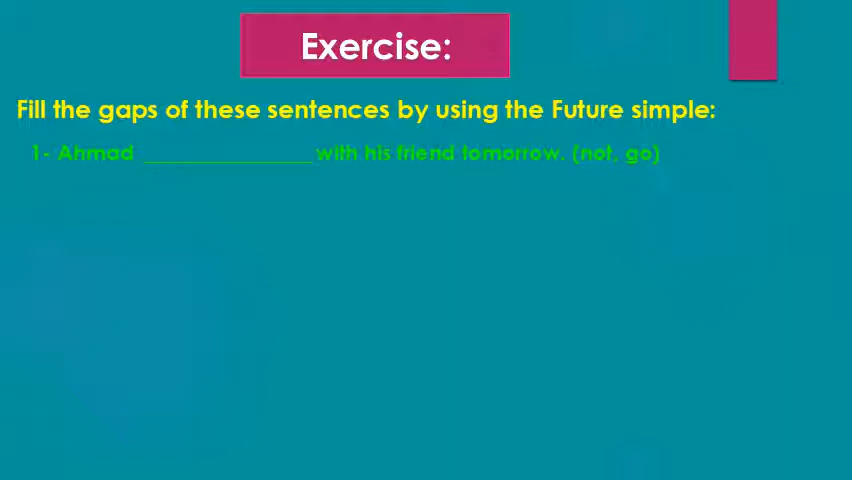 Exercise:
Fill the gaps of these sentences by using the Future simple:
1- Ahmad _______________ with his friend tomorrow. (not, go)